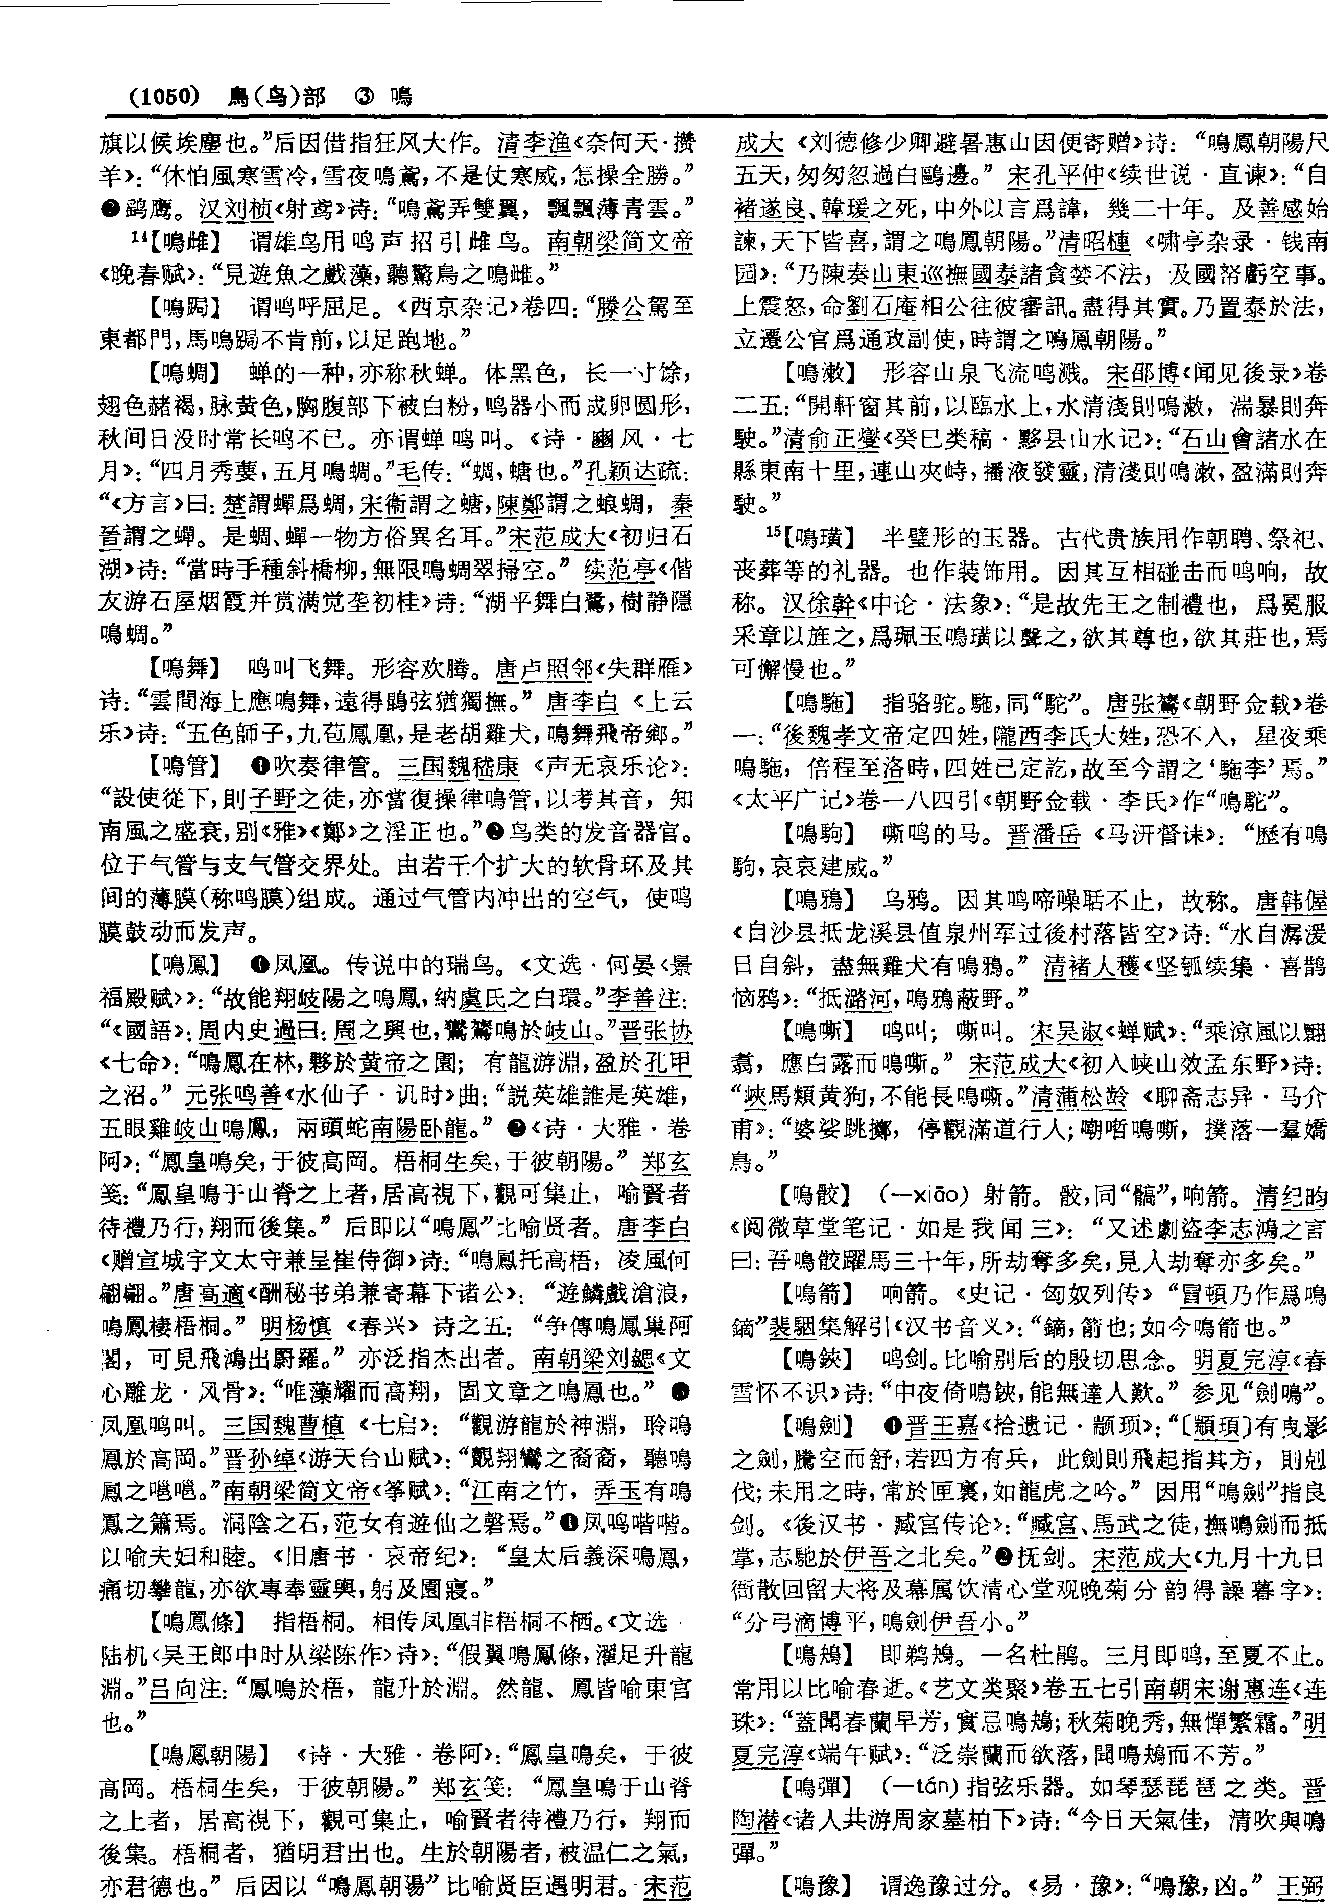 (1050) 鳥(鸟)部 ③ 鳴
旗以候埃塵也。”后因借指狂风大作。清李渔《奈何天·攒
羊》：“休怕風寒雪冷，雪夜鳴鳶，不是仗寒威，怎操全勝。”
❷鹞鹰。汉刘桢《射鸢》诗：“鳴鳶弄雙翼，飄飄薄青雲。”
14【鳴雌】 谓雄鸟用鸣声招引雌鸟。南朝梁简文帝
《晚春赋》：“見遊魚之戲藻，聽驚鳥之鳴雌。”
【鳴跼】 谓鸣呼屈足。《西京杂记》卷四：“滕公駕至
東都門，馬鳴跼不肯前，以足跑地。”
【鳴蜩】 蝉的一种，亦称秋蝉。体黑色，长一寸馀，
翅色赭褐，脉黄色，胸腹部下被白粉，鸣器小而成卵圆形，
秋间日没时常长鸣不已。亦谓蝉鸣叫。《诗·豳风·七
月》：“四月秀葽，五月鳴蜩。”毛传：“蜩，螗也。”孔颖达疏：
“《方言》曰：楚謂蟬爲蜩，宋衞謂之螗，陳鄭謂之蜋蜩，秦
晉謂之蟬。是蜩、蟬一物方俗異名耳。”宋范成大《初归石
湖》诗：“當時手種斜橋柳，無限鳴蜩翠掃空。”续范亭《偕
友游石屋烟霞并赏满觉垄初桂》诗：“湖平舞白鷺，樹静隱
鳴蜩。”
【鳴舞】 鸣叫飞舞。形容欢腾。唐卢照邻《失群雁》
诗：“雲間海上應鳴舞，遠得鵾弦猶獨撫。”唐李白《上云
乐》诗：“五色師子，九苞鳳凰，是老胡雞犬，鳴舞飛帝鄉。”
【鳴管】 ❶吹奏律管。三国魏嵇康《声无哀乐论》：
“設使從下，則子野之徒，亦當復操律鳴管，以考其音，知
南風之盛衰，别《雅》《鄭》之淫正也。”❷鸟类的发音器官。
位于气管与支气管交界处。由若干个扩大的软骨环及其
间的薄膜(称鸣膜)组成。通过气管内冲出的空气，使鸣
膜鼓动而发声。
【鳴鳳】 ❶凤凰。传说中的瑞鸟。《文选·何晏〈景
福殿赋〉》：“故能翔岐陽之鳴鳳，納虞氏之白環。”李善注：
“《國語》：周内史過曰：周之興也，鸑鷟鳴於岐山。”晋张协
《七命》：“鳴鳳在林，夥於黄帝之園；有龍游淵，盈於孔甲
之沼。”元张鸣善《水仙子·讥时》曲：“説英雄誰是英雄，
五眼雞岐山鳴鳳，兩頭蛇南陽卧龍。”❷《诗·大雅·卷
阿》：“鳳皇鳴矣，于彼高岡。梧桐生矣，于彼朝陽。”郑玄
笺：“鳳皇鳴于山脊之上者，居高視下，觀可集止，喻賢者
待禮乃行，翔而後集。”后即以“鳴鳳”比喻贤者。唐李白
《赠宣城宇文太守兼呈崔侍御》诗：“鳴鳳托高梧，凌風何
翩翩。”唐高適《酬秘书弟兼寄幕下诸公》：“遊鱗戲滄浪，
鳴鳳棲梧桐。”明杨慎《春兴》诗之五：“争傳鳴鳳巢阿
閣，可見飛鴻出罻羅。”亦泛指杰出者。南朝梁刘勰《文
心雕龙·风骨》：“唯藻耀而高翔，固文章之鳴鳳也。”❸
凤凰鸣叫。三国魏曹植《七启》：“觀游龍於神淵，聆鳴
鳳於高岡。”晋孙绰《游天台山赋》：“覿翔鸞之裔裔，聽鳴
鳳之嗈嗈。”南朝梁简文帝《筝赋》：“江南之竹，弄玉有鳴
鳳之簫焉。洞陰之石，范女有遊仙之磬焉。”❹凤鸣喈喈。
以喻夫妇和睦。《旧唐书·哀帝纪》：“皇太后義深鳴鳳，
痛切攀龍，亦欲專奉靈輿，躬及園寢。”
【鳴鳳條】 指梧桐。相传凤凰非梧桐不栖。《文选·
陆机〈吴王郎中时从梁陈作〉诗》：“假翼鳴鳳條，濯足升龍
淵。”吕向注：“鳳鳴於梧，龍升於淵。然龍、鳳皆喻東宫
也。”
【鳴鳳朝陽】 《诗·大雅·卷阿》：“鳳皇鳴矣，于彼
高岡。梧桐生矣，于彼朝陽。”郑玄笺：“鳳皇鳴于山脊
之上者，居高視下，觀可集止，喻賢者待禮乃行，翔而
後集。梧桐者，猶明君出也。生於朝陽者，被温仁之氣，
亦君德也。”后因以“鳴鳳朝陽”比喻贤臣遇明君。宋范
成大《刘德修少卿避暑惠山因便寄赠》诗：“鳴鳳朝陽尺
五天，匆匆忽過白鷗邊。”宋孔平仲《续世说·直谏》：“自
褚遂良、韓瑗之死，中外以言爲諱，幾二十年。及善感始
諫，天下皆喜，謂之鳴鳳朝陽。”清昭槤《啸亭杂录·钱南
园》：“乃陳奏山東巡撫國泰諸貪婪不法，及國帑虧空事。
上震怒，命劉石庵相公往彼審訊。盡得其實。乃置泰於法，
立遷公官爲通政副使，時謂之鳴鳳朝陽。”
【鳴漱】 形容山泉飞流鸣溅。宋邵博《闻见後录》卷
二五：“開軒窗其前，以臨水上，水清淺則鳴漱，湍暴則奔
駛。”清俞正燮《癸巳类稿·黟县山水记》：“石山會諸水在
縣東南十里，連山夾峙，播液發靈，清淺則鳴漱，盈滿則奔
駛。”
15【鳴璜】 半璧形的玉器。古代贵族用作朝聘、祭祀、
丧葬等的礼器。也作装饰用。因其互相碰击而鸣响，故
称。汉徐幹《中论·法象》：“是故先王之制禮也，爲冕服
采章以旌之，爲珮玉鳴璜以聲之，欲其尊也，欲其莊也，焉
可懈慢也。”
【鳴駞】 指骆驼。駞，同“駝”。唐张鷟《朝野佥载》卷
一：“後魏孝文帝定四姓，隴西李氏大姓，恐不入，星夜乘
鳴駞，倍程至洛時，四姓已定訖，故至今謂之‘駞李’焉。”
《太平广记》卷一八四引《朝野佥载·李氏》作“鳴駝”。
【鳴駒】 嘶鸣的马。晋潘岳《马汧督诔》：“歷有鳴
駒，哀哀建威。”
【鳴鴉】 乌鸦。因其鸣啼噪聒不止，故称。唐韩偓
《自沙县抵龙溪县值泉州军过後村落皆空》诗：“水自潺湲
日自斜，盡無雞犬有鳴鴉。”清褚人穫《坚瓠续集·喜鹊
恼鸦》：“抵潞河，鳴鴉蔽野。”
【鳴嘶】 鸣叫；嘶叫。宋吴淑《蝉赋》：“乘涼風以翾
翥，應白露而鳴嘶。”宋范成大《初入峡山效孟东野》诗：
“峽馬類黄狗，不能長鳴嘶。”清蒲松龄《聊斋志异·马介
甫》：“婆娑跳擲，停觀滿道行人；嘲哳鳴嘶，撲落一羣嬌
鳥。”
【鳴骹】 (—xiāo) 射箭。骹，同“髇”，响箭。清纪昀
《阅微草堂笔记·如是我闻三》：“又述劇盜李志鴻之言
曰：吾鳴骹躍馬三十年，所劫奪多矣，見人劫奪亦多矣。”
【鳴箭】 响箭。《史记·匈奴列传》“冒頓乃作爲鳴
鏑”裴駰集解引《汉书音义》：“鏑，箭也；如今鳴箭也。”
【鳴鋏】 鸣剑。比喻别后的殷切思念。明夏完淳《春
雪怀不识》诗：“中夜倚鳴鋏，能無達人歎。”参见“劍鳴”。
【鳴劍】 ❶晋王嘉《拾遗记·颛顼》：“〔顓頊〕有曳影
之劍，騰空而舒，若四方有兵，此劍則飛起指其方，則剋
伐；未用之時，常於匣裏，如龍虎之吟。”因用“鳴劍”指良
剑。《後汉书·臧宫传论》：“臧宫、馬武之徒，撫鳴劍而抵
掌，志馳於伊吾之北矣。”❷抚剑。宋范成大《九月十九日
衙散回留大将及幕属饮清心堂观晚菊分韵得譟暮字》：
“分弓滴博平，鳴劍伊吾小。”
【鳴鴂】 即鹈鴂。一名杜鹃。三月即鸣，至夏不止。
常用以比喻春逝。《艺文类聚》卷五七引南朝宋谢惠连《连
珠》：“蓋聞春蘭早芳，實忌鳴鴂；秋菊晚秀，無憚繁霜。”明
夏完淳《端午赋》：“泛崇蘭而欲落，聞鳴鴂而不芳。”
【鳴彈】 (—tán) 指弦乐器。如琴瑟琵琶之类。晋
陶潜《诸人共游周家墓柏下》诗：“今日天氣佳，清吹與鳴
彈。”
【鳴豫】 谓逸豫过分。《易·豫》：“鳴豫，凶。”王弼